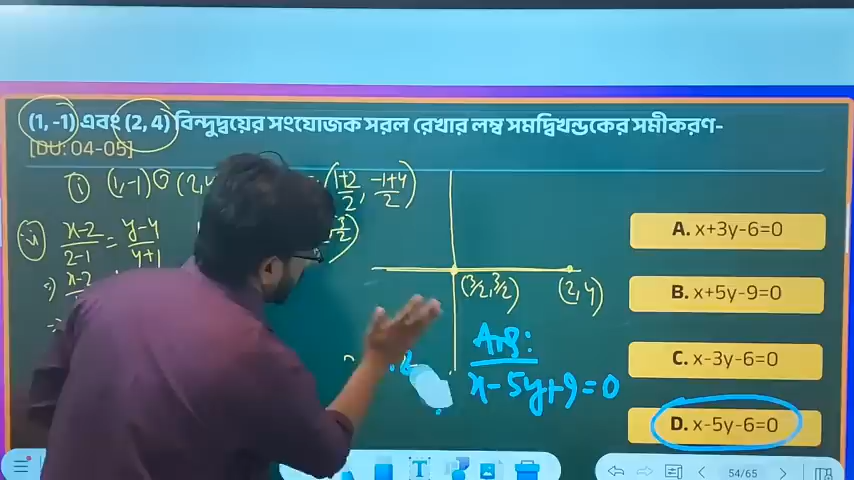 (1, -1) এবং (2, 4) বিন্দুদ্বয়ের সংযোজক সরল রেখার লম্ব সমদ্বিখন্ডকের সমীকরণ-
[DU: 04-05]
(1,-1)
(1+2/2, -1+4/2)
x-2/2-1 = y-4/4+1
(3/2, 3/2)
(2, 4)
x-5y+9=0
A. x+3y-6=0
B. x+5y-9=0
C. x-3y-6=0
D. x-5y-6=0
T
54/65